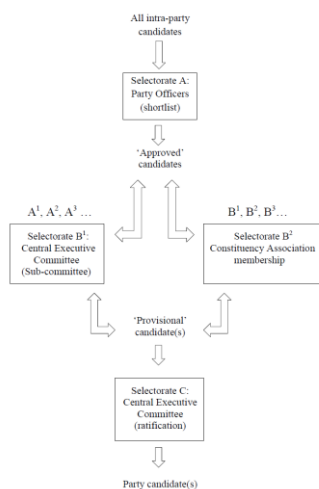 All intra-party
candidates
Selectorate A:
Party Officers
(shortlist)
‘Approved’
candidates
A¹, A², A³ …
B¹, B², B³…
Selectorate B¹:
Central Executive
Committee
(Sub-committee)
Selectorate B²
Constituency Association
membership
‘Provisional’
candidate(s)
Selectorate C:
Central Executive
Committee
(ratification)
Party candidate(s)